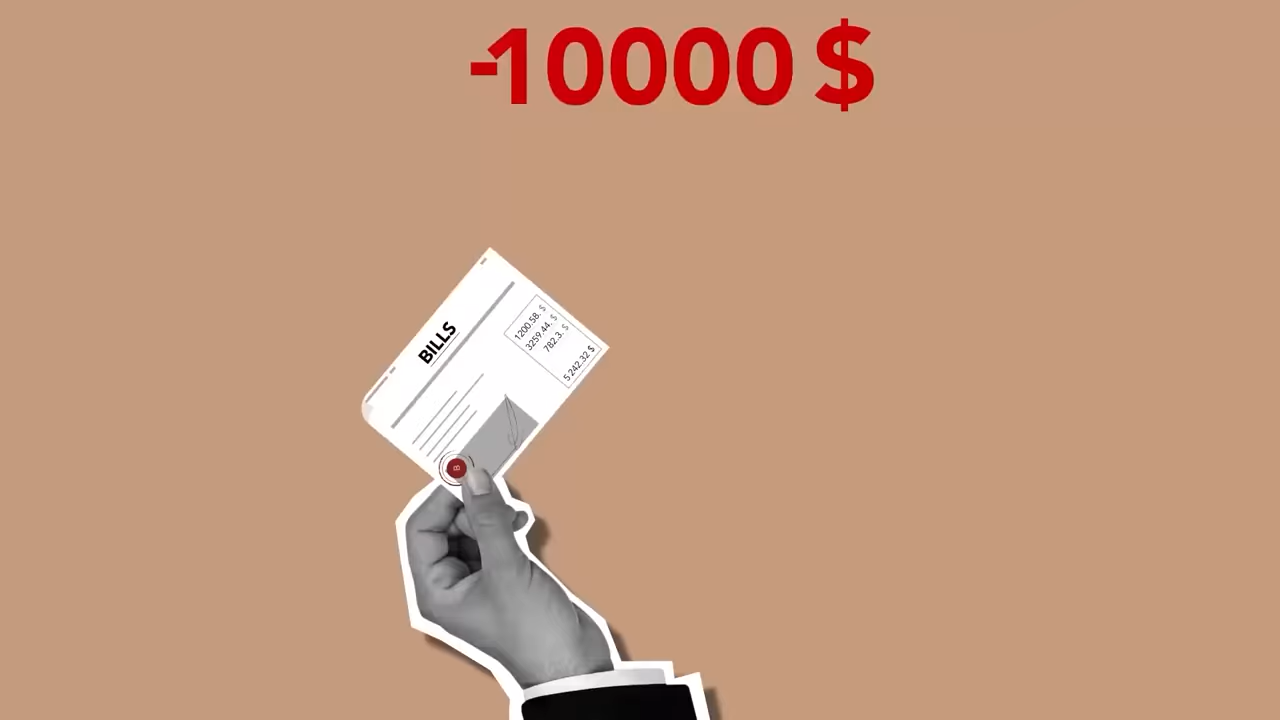 -10000 $
BILLS
1200.58. $
3259.44. $
782.3. $
5 242.32 $
B